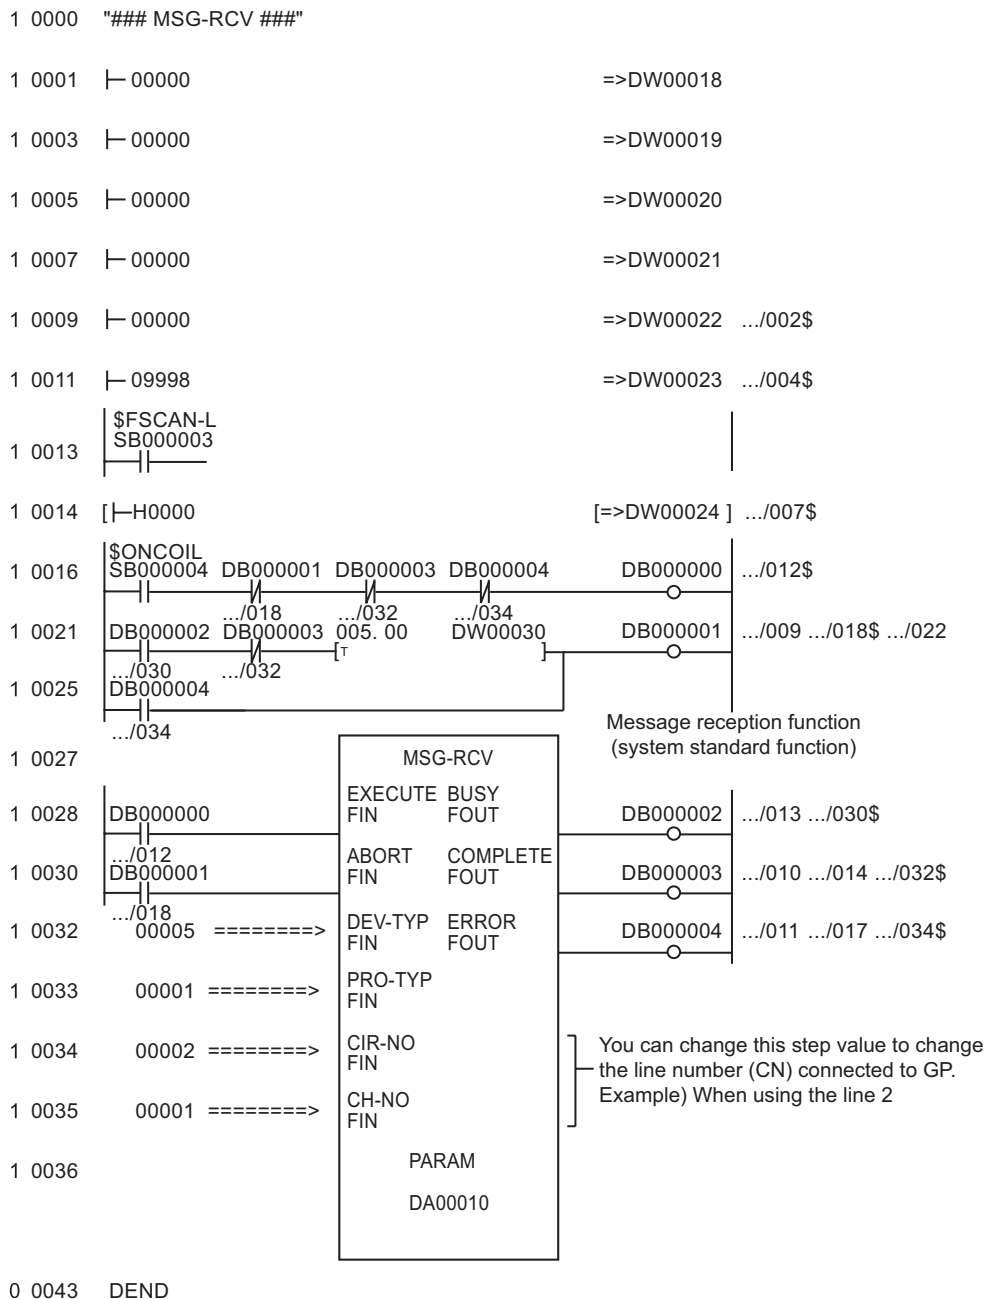 1 0000 "### MSG-RCV ###"
1 0001 00000 =>DW00018
1 0003 00000 =>DW00019
1 0005 00000 =>DW00020
1 0007 00000 =>DW00021
1 0009 00000 =>DW00022 .../002$
1 0011 09998 =>DW00023 .../004$
$FSCAN-L
SB000003
1 0013
1 0014 [ H0000 [=>DW00024 ] .../007$
$ONCOIL
1 0016 SB000004 DB000001 DB000003 DB000004 DB000000 .../012$
.../018 .../032 .../034
1 0021 DB000002 DB000003 005. 00 DW00030 DB000001 .../009 .../018$ .../022
[T ]
.../030 .../032
1 0025 DB000004
.../034
Message reception function
(system standard function)
1 0027 MSG-RCV
EXECUTE BUSY
1 0028 DB000000 FIN FOUT DB000002 .../013 .../030$
.../012
ABORT COMPLETE
1 0030 DB000001 FIN FOUT DB000003 .../010 .../014 .../032$
.../018
DEV-TYP ERROR
1 0032 00005 ========> FIN FOUT DB000004 .../011 .../017 .../034$
PRO-TYP
1 0033 00001 ========> FIN
CIR-NO
1 0034 00002 ========> FIN
You can change this step value to change
the line number (CN) connected to GP.
Example) When using the line 2
CH-NO
1 0035 00001 ========> FIN
PARAM
1 0036
DA00010
0 0043 DEND